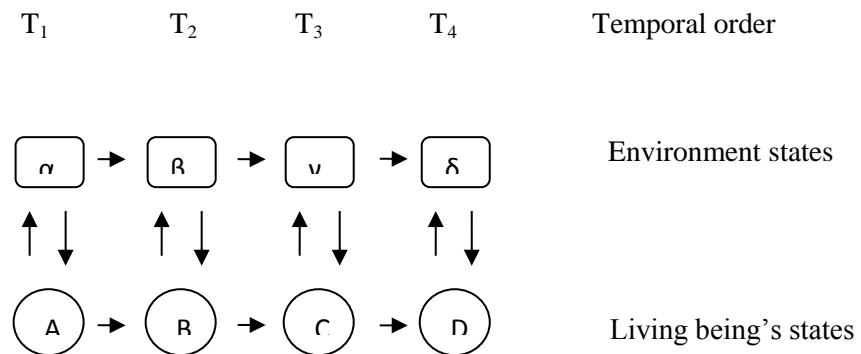 T₁ T₂ T₃ T₄ Temporal order
α β γ δ Environment states
A B C D Living being’s states